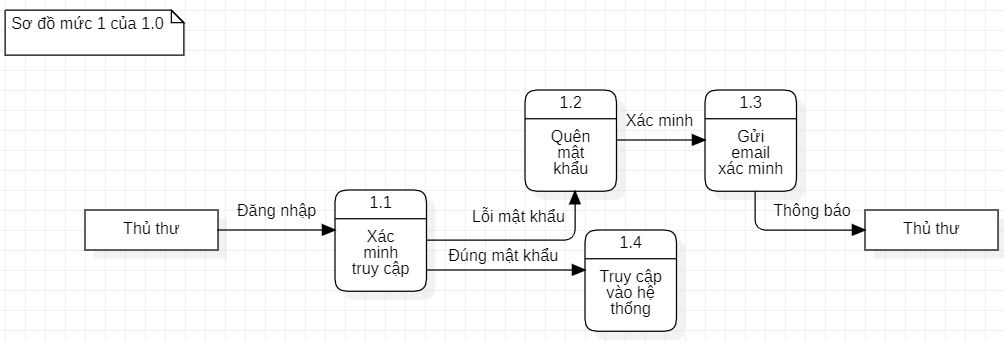 Sơ đồ mức 1 của 1.0
1.2
Quên
mật
khẩu
Xác minh
1.3
Gửi
email
xác minh
Thủ thư
Đăng nhập
1.1
Xác
minh
truy cập
Lỗi mật khẩu
Đúng mật khẩu
1.4
Truy cập
vào hệ
thống
Thông báo
Thủ thư